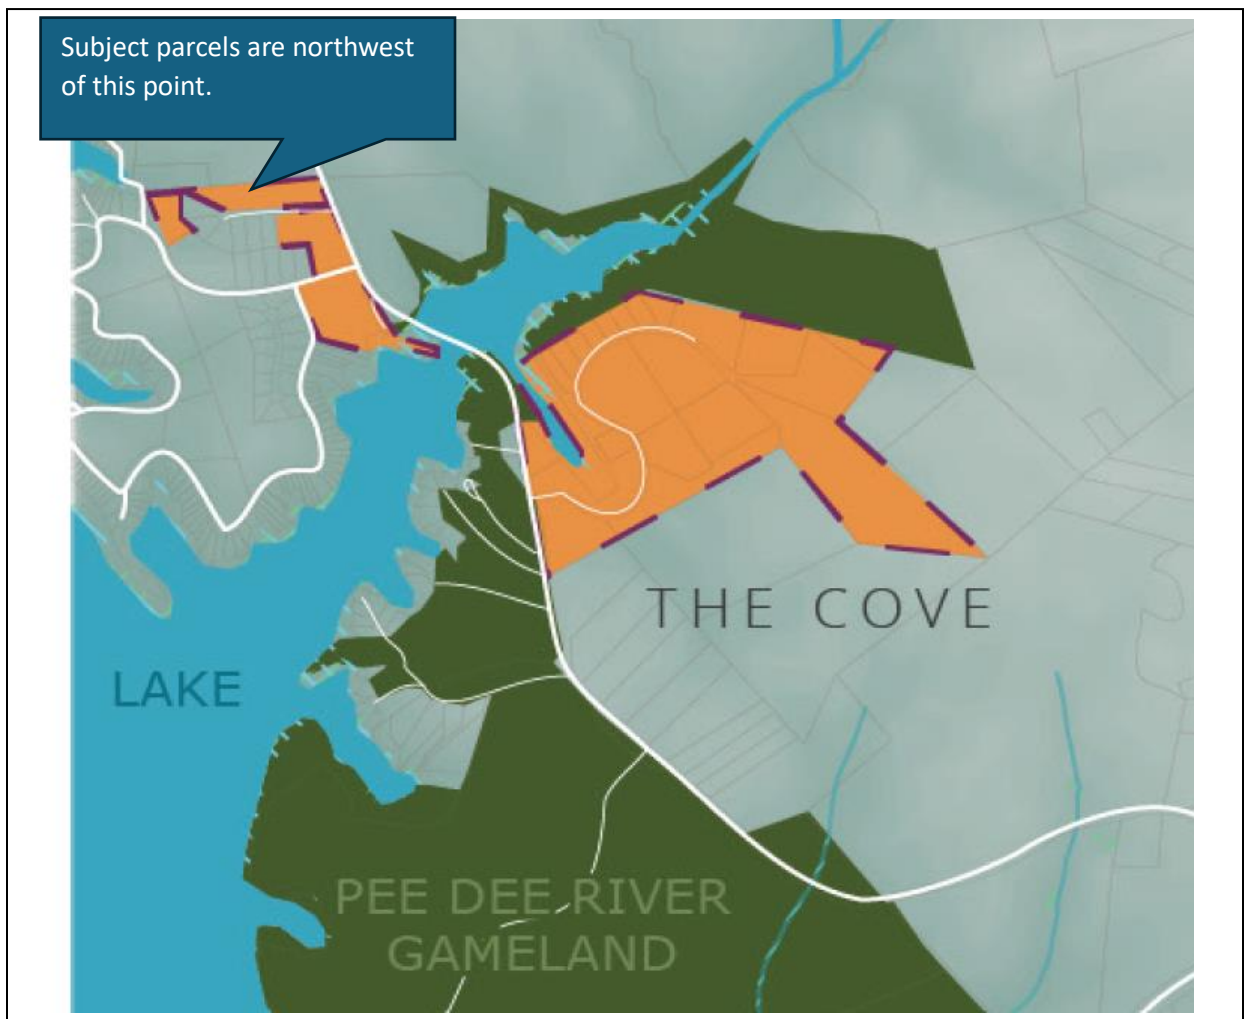 Subject parcels are northwest
of this point.
THE COVE
LAKE
PEE DEE RIVER
GAMELAND